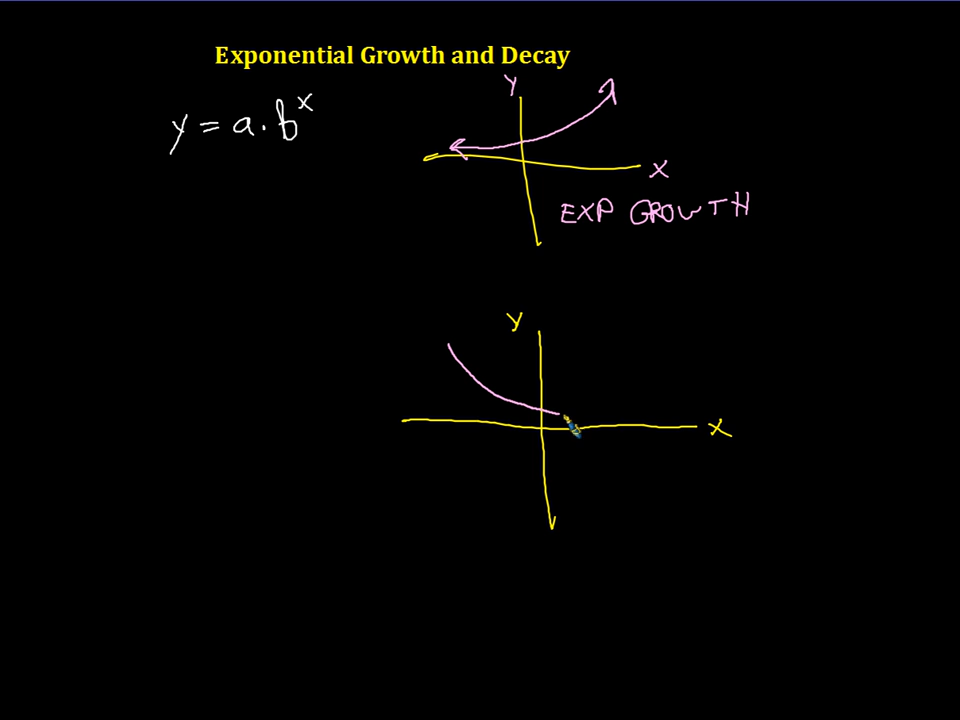 Exponential Growth and Decay
y = a · b^x
Y
X
EXP GROWTH
Y
X